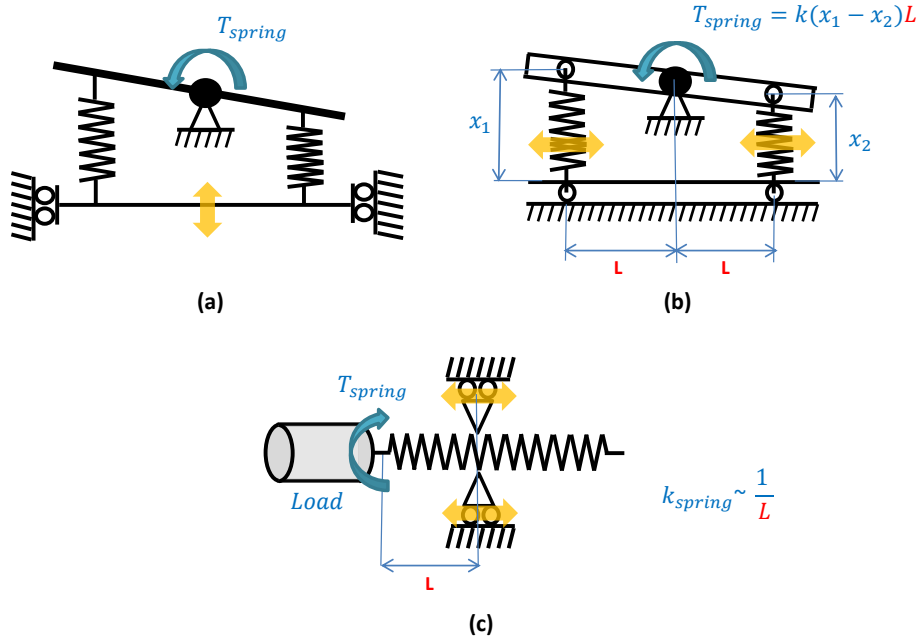 T_spring
T_spring = k(x_1 − x_2)L
x_1
x_2
L
L
(a)
(b)
T_spring
Load
k_spring ~ 1/L
L
(c)